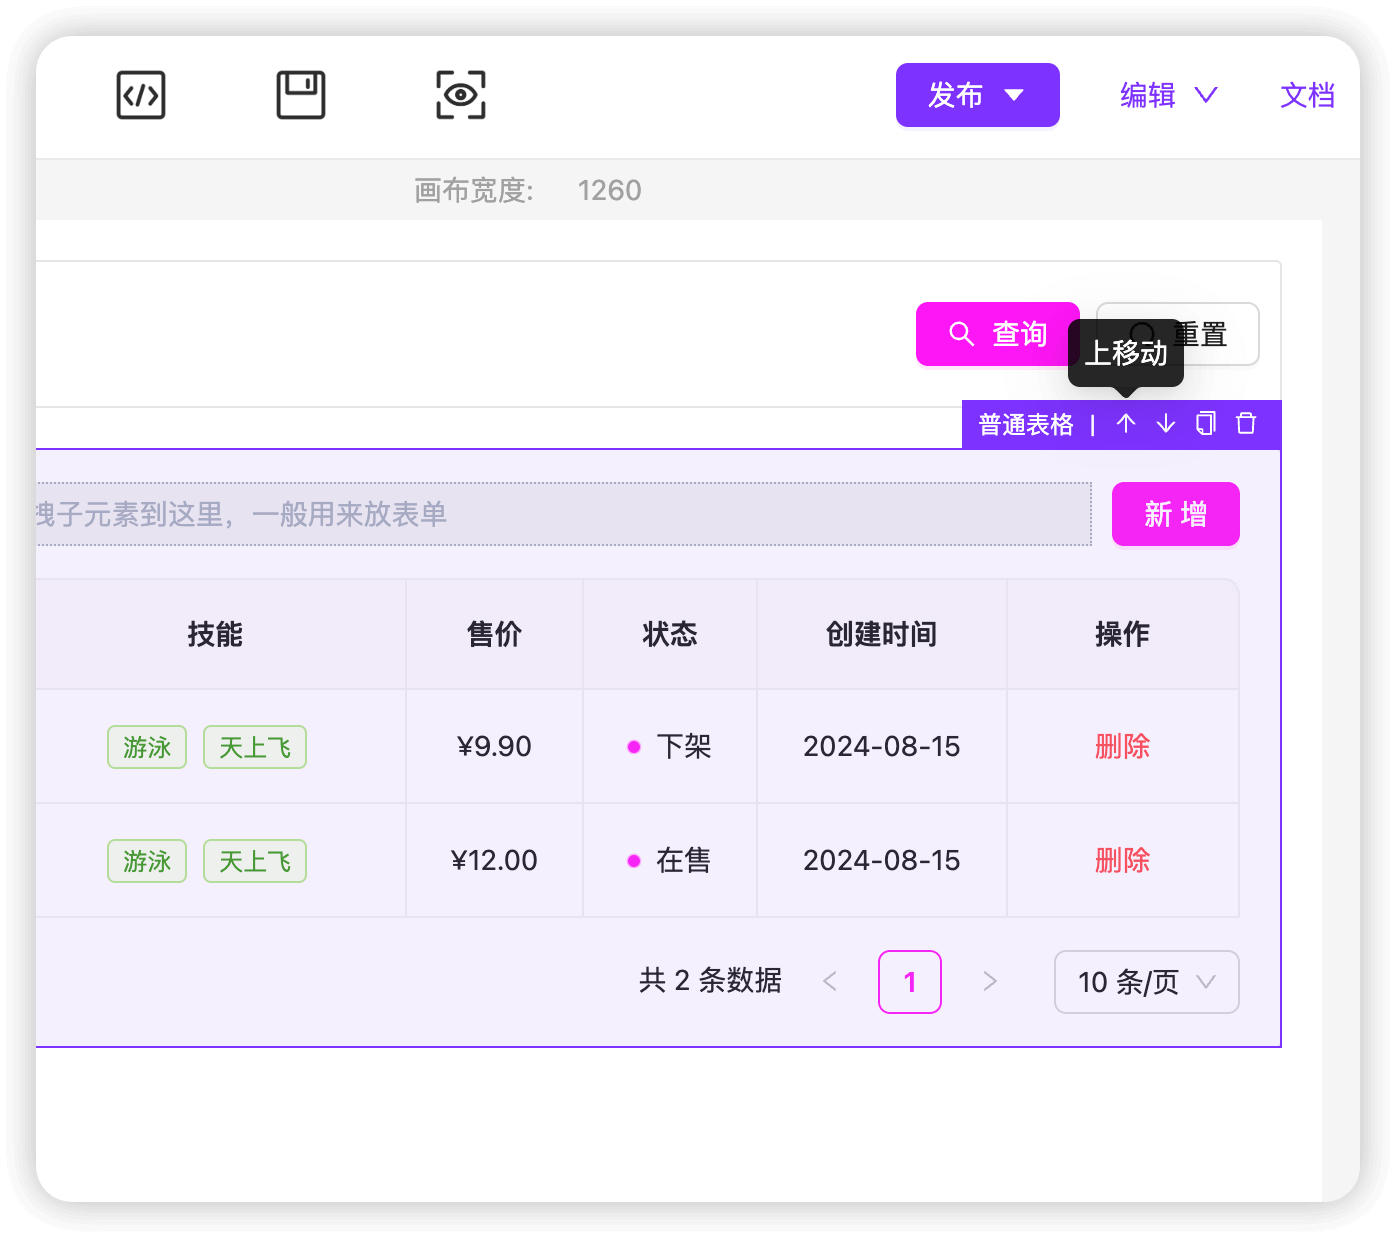 发布
编辑
文档
画布宽度: 1260
查询
重置
上移动
普通表格 |
子元素到这里，一般用来放表单
新增
技能 售价 状态 创建时间 操作
游泳 天上飞 ¥9.90 下架 2024-08-15 删除
游泳 天上飞 ¥12.00 在售 2024-08-15 删除
共 2 条数据 < 1 > 10 条/页